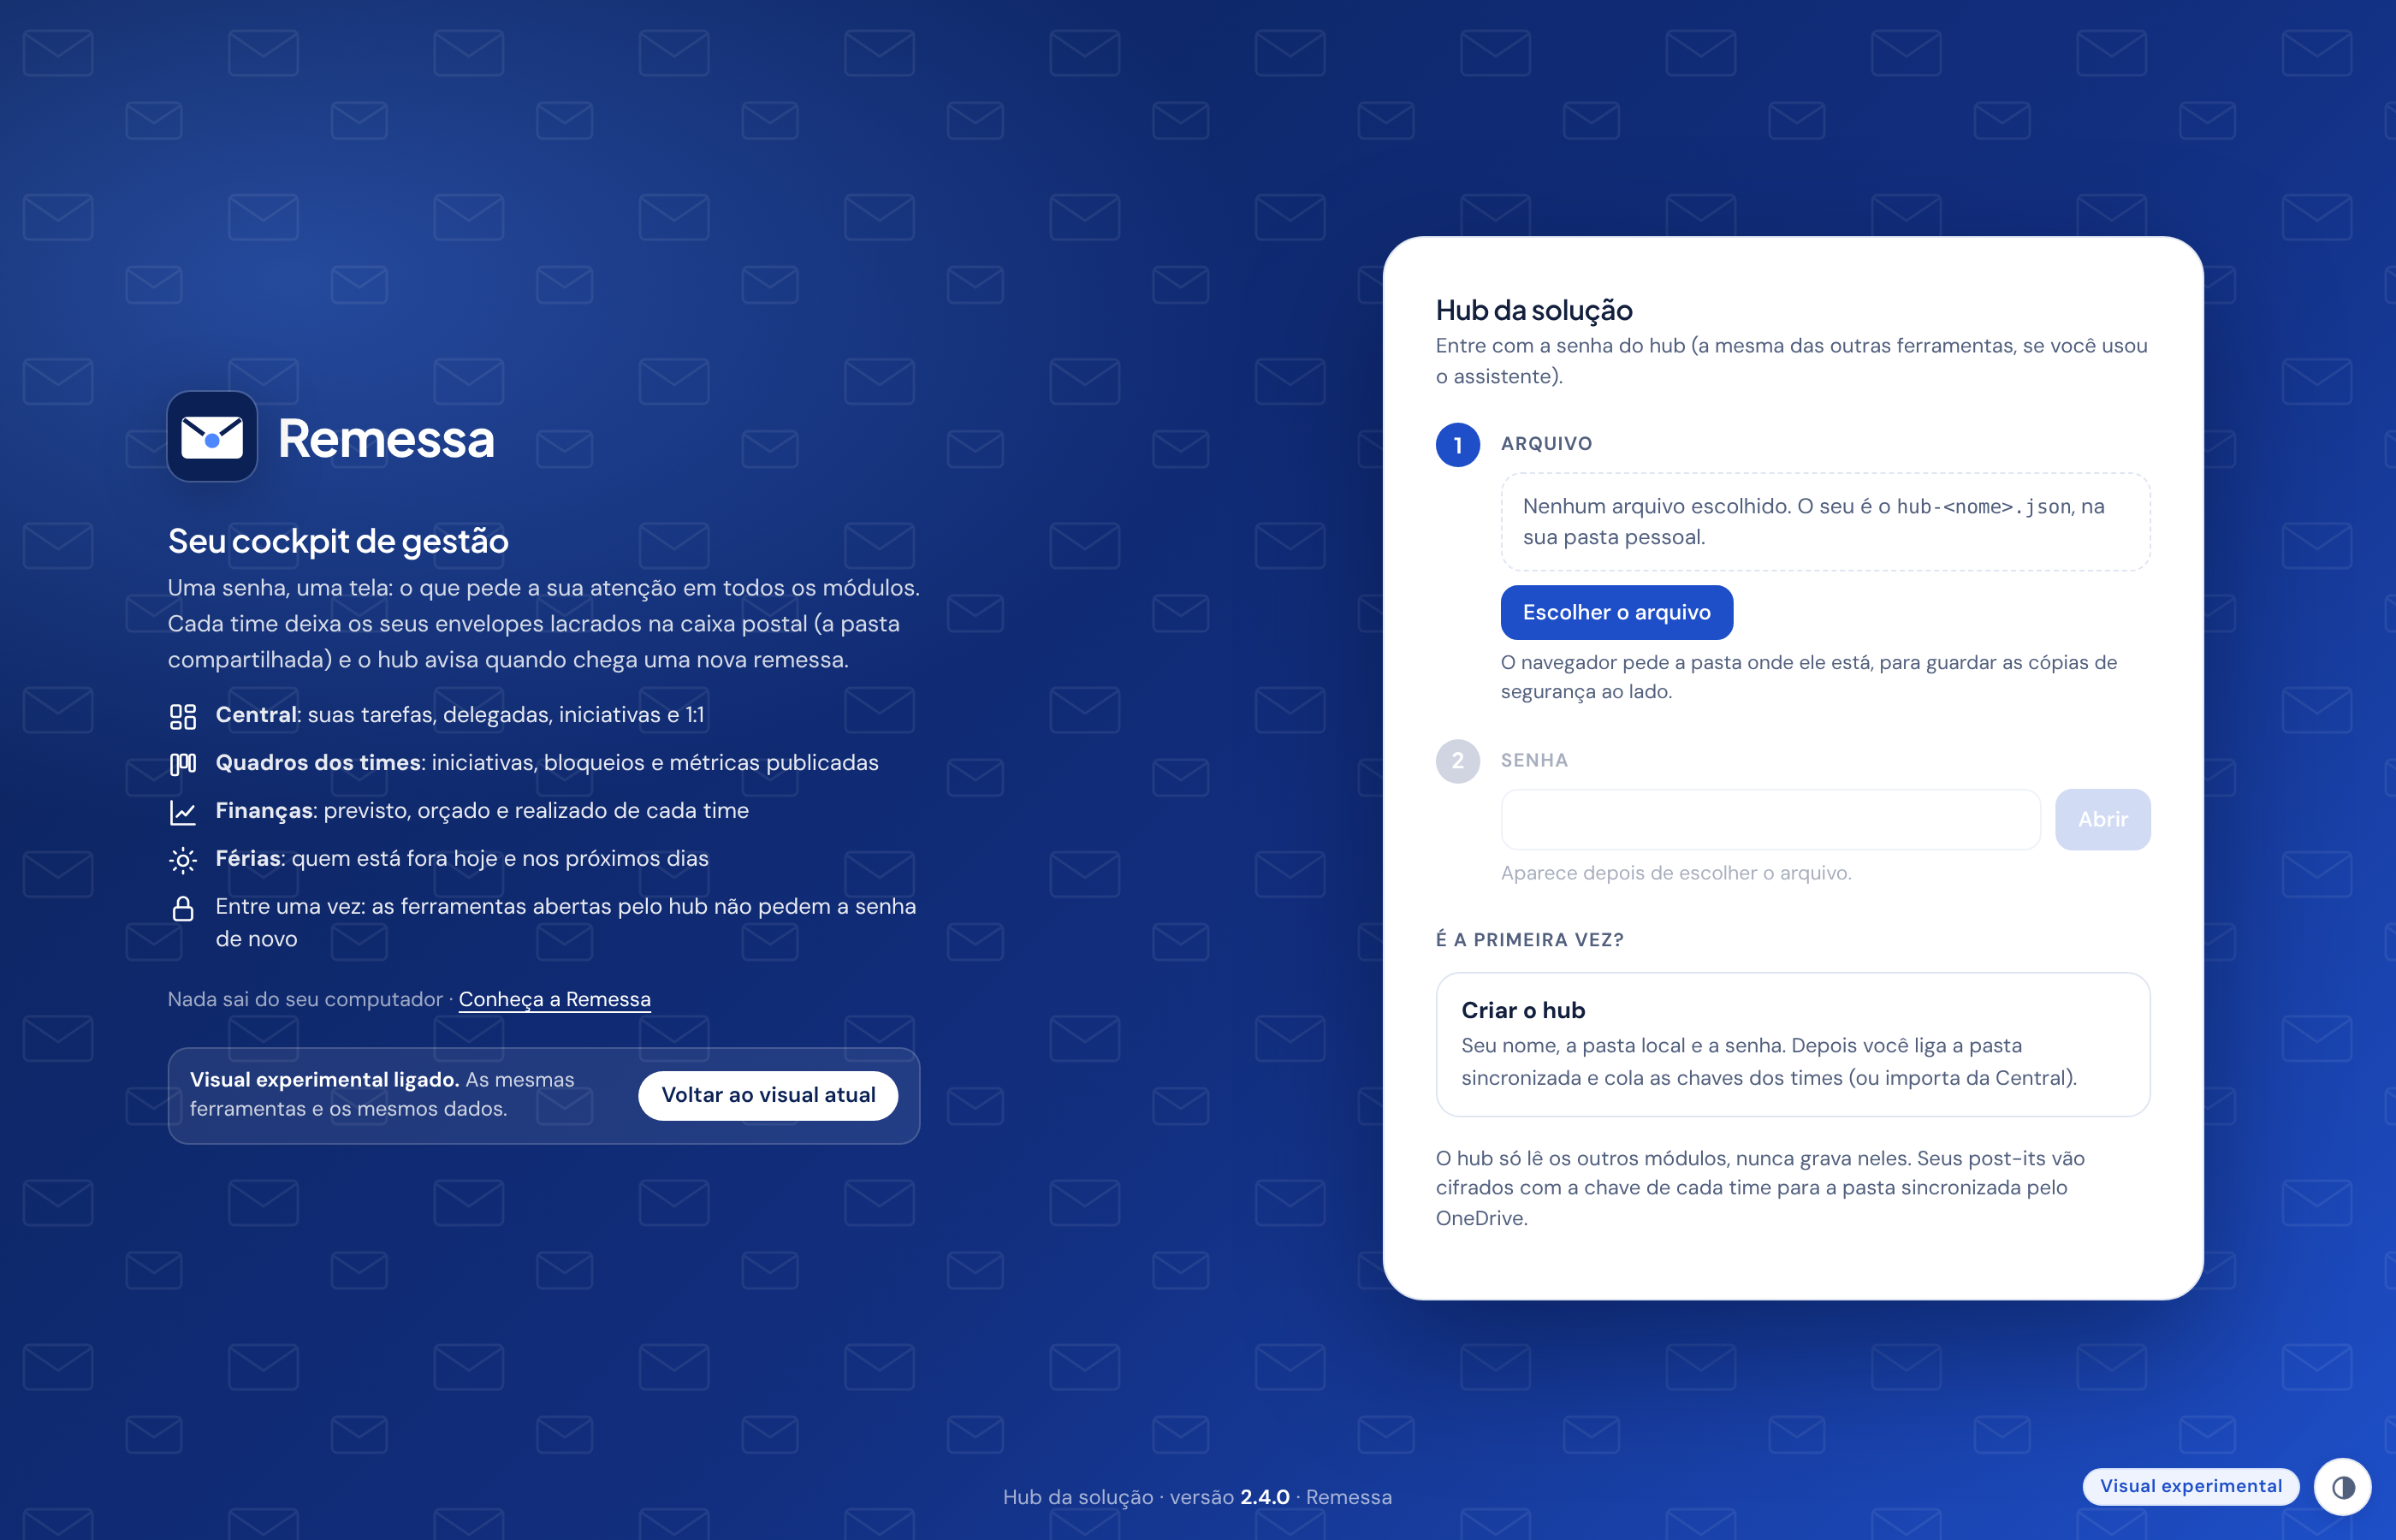 Remessa
Seu cockpit de gestão
Uma senha, uma tela: o que pede a sua atenção em todos os módulos.
Cada time deixa os seus envelopes lacrados na caixa postal (a pasta
compartilhada) e o hub avisa quando chega uma nova remessa.
Central: suas tarefas, delegadas, iniciativas e 1:1
Quadros dos times: iniciativas, bloqueios e métricas publicadas
Finanças: previsto, orçado e realizado de cada time
Férias: quem está fora hoje e nos próximos dias
Entre uma vez: as ferramentas abertas pelo hub não pedem a senha
de novo
Nada sai do seu computador · Conheça a Remessa
Visual experimental ligado. As mesmas
ferramentas e os mesmos dados.
Voltar ao visual atual
Hub da solução
Entre com a senha do hub (a mesma das outras ferramentas, se você usou
o assistente).
1 ARQUIVO
Nenhum arquivo escolhido. O seu é o hub-<nome>.json, na
sua pasta pessoal.
Escolher o arquivo
O navegador pede a pasta onde ele está, para guardar as cópias de
segurança ao lado.
2 SENHA
Abrir
Aparece depois de escolher o arquivo.
É A PRIMEIRA VEZ?
Criar o hub
Seu nome, a pasta local e a senha. Depois você liga a pasta
sincronizada e cola as chaves dos times (ou importa da Central).
O hub só lê os outros módulos, nunca grava neles. Seus post-its vão
cifrados com a chave de cada time para a pasta sincronizada pelo
OneDrive.
Hub da solução · versão 2.4.0 · Remessa
Visual experimental